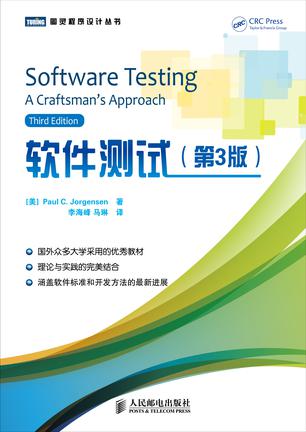 TURING 图灵程序设计丛书
CRC Press
Software Testing
A Craftsman's Approach
Third Edition
软件测试(第3版)
[美] Paul C. Jorgensen 著
李海峰 马琳 译
国外众多大学采用的优秀教材
理论与实践的完美结合
涵盖软件标准和开发方法的最新进展
人民邮电出版社
POSTS & TELECOM PRESS